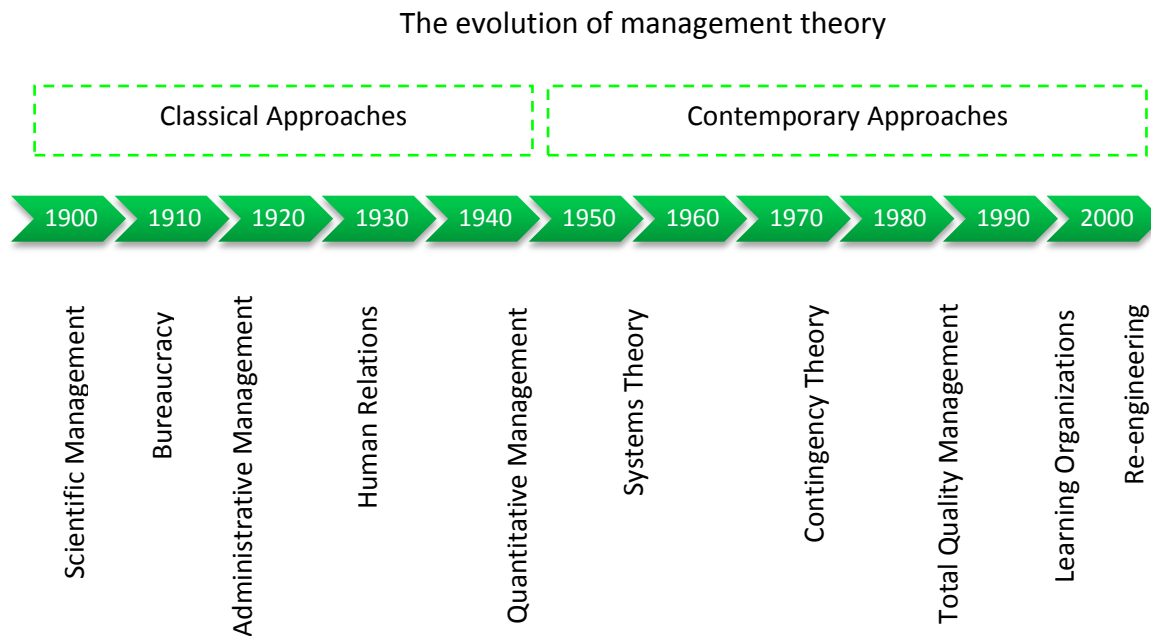 The evolution of management theory
Classical Approaches
Contemporary Approaches
1900
1910
1920
1930
1940
1950
1960
1970
1980
1990
2000
Scientific Management
Bureaucracy
Administrative Management
Human Relations
Quantitative Management
Systems Theory
Contingency Theory
Total Quality Management
Learning Organizations
Re-engineering